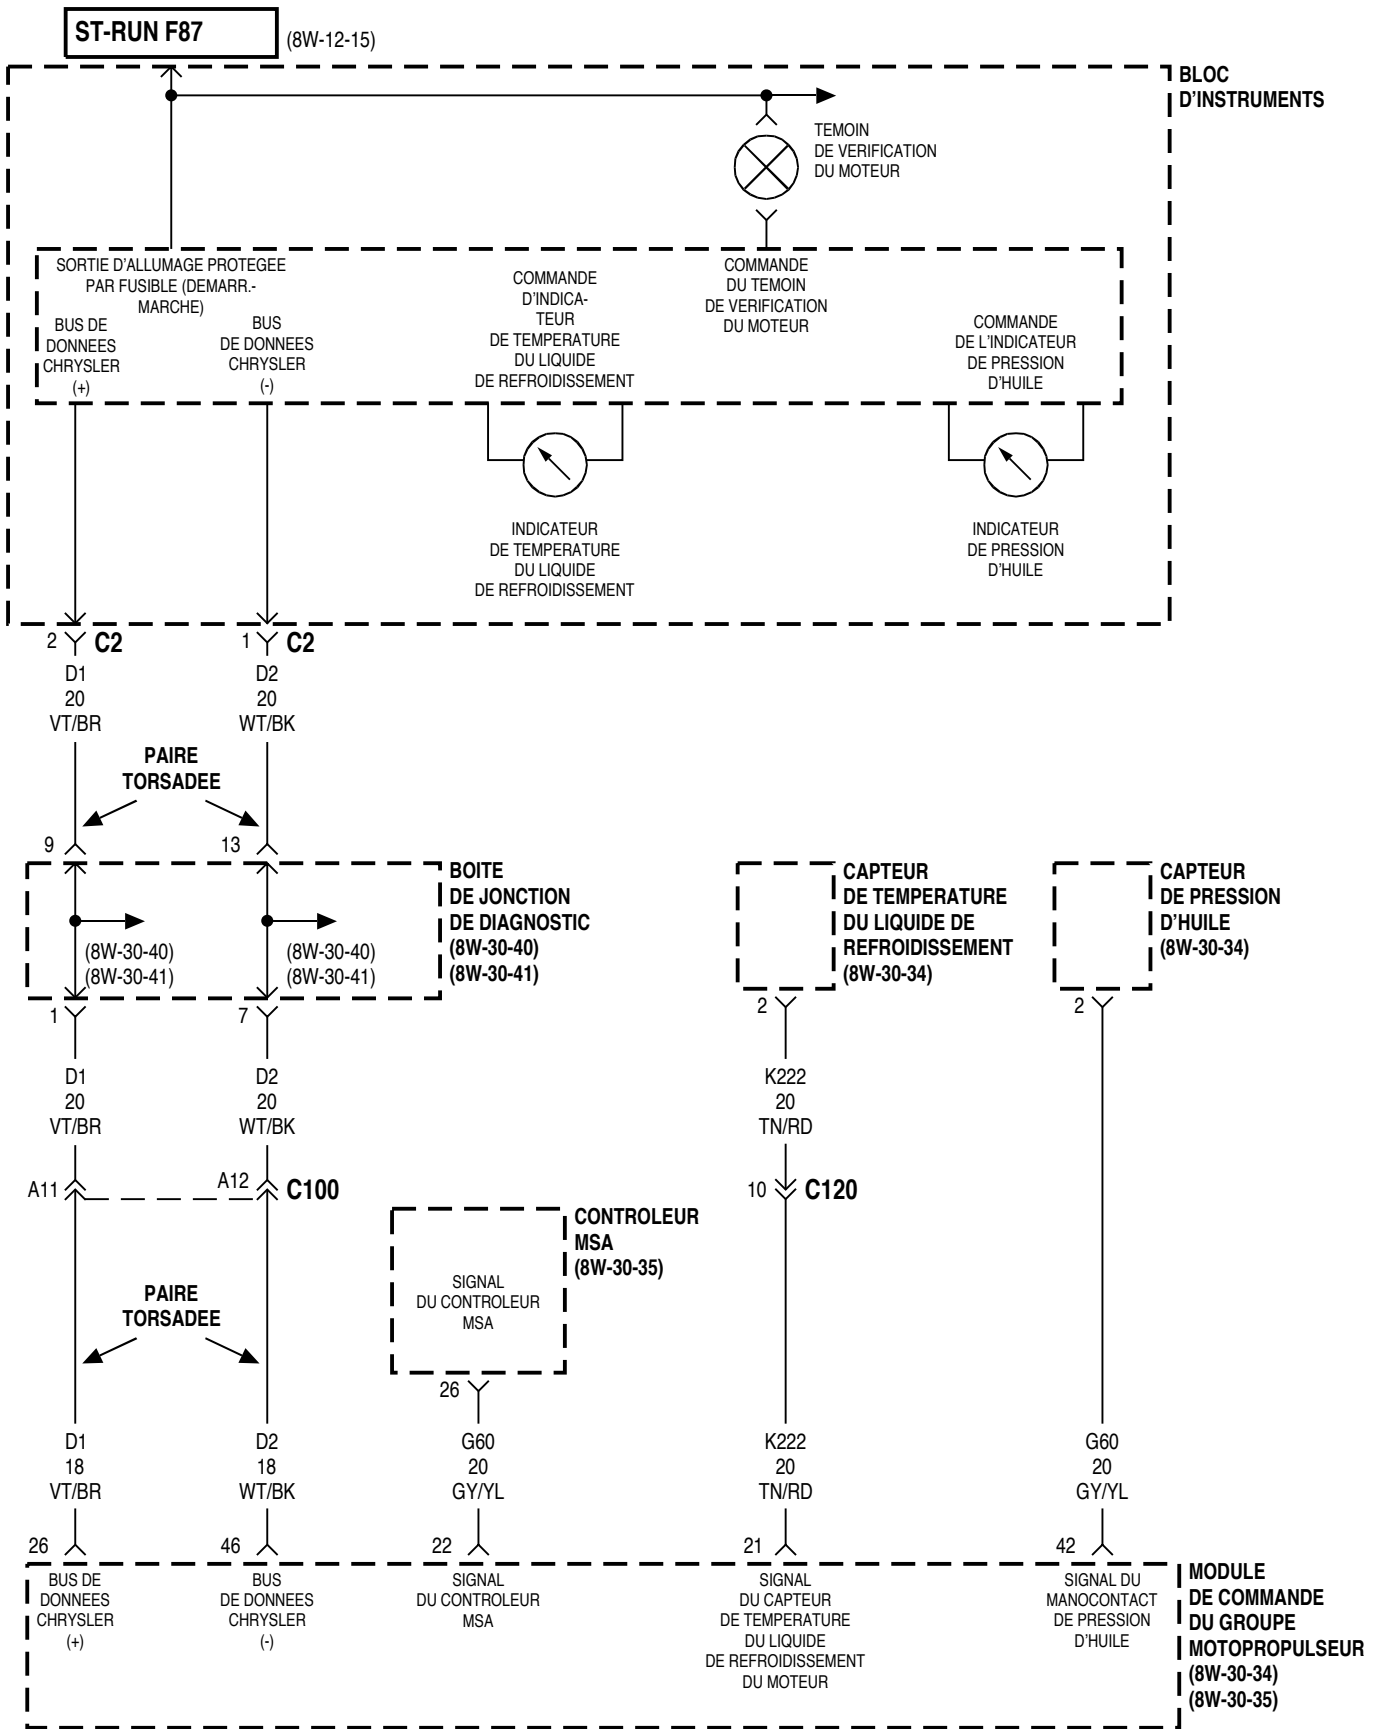 ST-RUN F87
(8W-12-15)
BLOC
D'INSTRUMENTS
TEMOIN
DE VERIFICATION
DU MOTEUR
SORTIE D'ALLUMAGE PROTEGEE
PAR FUSIBLE (DEMARR.-
MARCHE)
BUS DE
DONNEES
CHRYSLER
(+)
BUS
DE DONNEES
CHRYSLER
(-)
COMMANDE
D'INDICA-
TEUR
DE TEMPERATURE
DU LIQUIDE
DE REFROIDISSEMENT
COMMANDE
DU TEMOIN
DE VERIFICATION
DU MOTEUR
COMMANDE
DE L'INDICATEUR
DE PRESSION
D'HUILE
INDICATEUR
DE TEMPERATURE
DU LIQUIDE
DE REFROIDISSEMENT
INDICATEUR
DE PRESSION
D'HUILE
2 C2
1 C2
D1
20
VT/BR
D2
20
WT/BK
PAIRE
TORSADEE
9
13
(8W-30-40)
(8W-30-41)
(8W-30-40)
(8W-30-41)
BOITE
DE JONCTION
DE DIAGNOSTIC
(8W-30-40)
(8W-30-41)
CAPTEUR
DE TEMPERATURE
DU LIQUIDE DE
REFROIDISSEMENT
(8W-30-34)
CAPTEUR
DE PRESSION
D'HUILE
(8W-30-34)
1
7
2
2
D1
20
VT/BR
D2
20
WT/BK
K222
20
TN/RD
A11
A12 C100
10 C120
CONTROLEUR
MSA
(8W-30-35)
SIGNAL
DU CONTROLEUR
MSA
PAIRE
TORSADEE
26
D1
18
VT/BR
D2
18
WT/BK
G60
20
GY/YL
K222
20
TN/RD
G60
20
GY/YL
26
46
22
21
42
BUS DE
DONNEES
CHRYSLER
(+)
BUS
DE DONNEES
CHRYSLER
(-)
SIGNAL
DU CONTROLEUR
MSA
SIGNAL
DU CAPTEUR
DE TEMPERATURE
DU LIQUIDE
DE REFROIDISSEMENT
DU MOTEUR
SIGNAL DU
MANOCONTACT
DE PRESSION
D'HUILE
MODULE
DE COMMANDE
DU GROUPE
MOTOPROPULSEUR
(8W-30-34)
(8W-30-35)